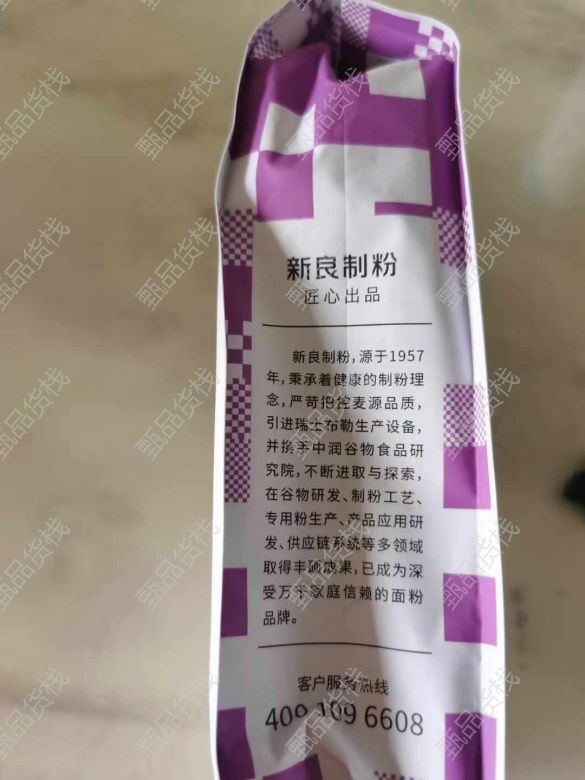 新良制粉
匠心出品
新良制粉，源于1957
年，秉承着健康的制粉理
念，严苛把控麦源品质，
引进瑞士布勒生产设备，
并携手中润谷物食品研
究院，不断进取与探索，
在谷物研发、制粉工艺、
专用粉生产、产品应用研
发、供应链系统等多领域
取得丰硕成果，已成为深
受万千家庭信赖的面粉
品牌。
客户服务热线
400 109 6608
甄品货栈